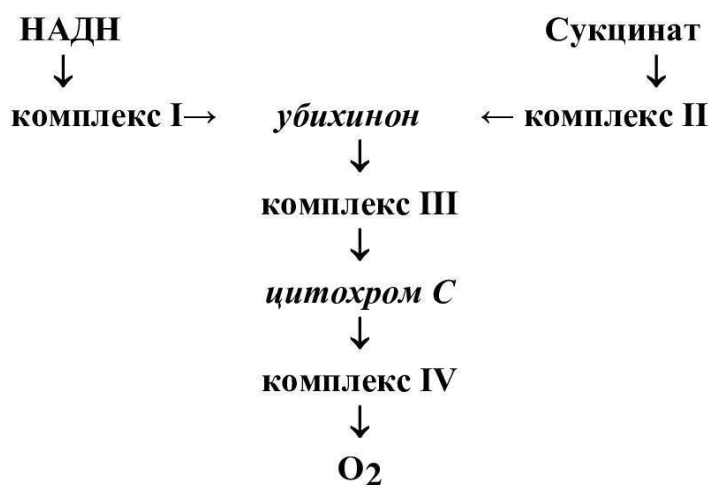 НАДН Сукцинат
↓ ↓
комплекс I→ убихинон ← комплекс II
↓
комплекс III
↓
цитохром С
↓
комплекс IV
↓
O2